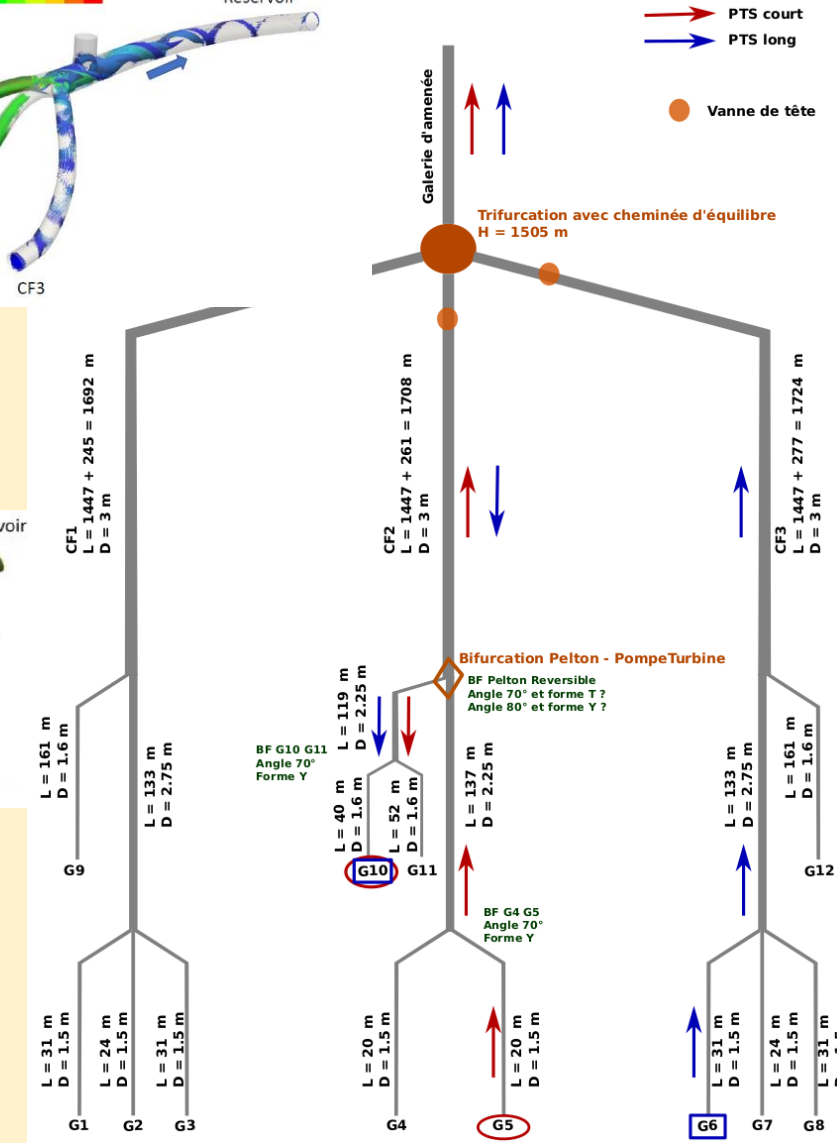 Reservoir
CF3
voir
PTS court
PTS long
Vanne de tête
Galerie d'amenée
Trifurcation avec cheminée d'équilibre
H = 1505 m
CF1
L = 1447 + 245 = 1692 m
D = 3 m
CF2
L = 1447 + 261 = 1708 m
D = 3 m
CF3
L = 1447 + 277 = 1724 m
D = 3 m
Bifurcation Pelton - PompeTurbine
BF Pelton Reversible
Angle 70° et forme T ?
Angle 80° et forme Y ?
L = 161 m
D = 1.6 m
L = 133 m
D = 2.75 m
BF G10 G11
Angle 70°
Forme Y
L = 119 m
D = 2.25 m
L = 40 m
D = 1.6 m
L = 52 m
D = 1.6 m
L = 137 m
D = 2.25 m
L = 133 m
D = 2.75 m
L = 161 m
D = 1.6 m
G9
G10
G11
G12
BF G4 G5
Angle 70°
Forme Y
L = 31 m
D = 1.5 m
L = 24 m
D = 1.5 m
L = 31 m
D = 1.5 m
L = 20 m
D = 1.5 m
L = 20 m
D = 1.5 m
L = 31 m
D = 1.5 m
L = 24 m
D = 1.5 m
L = 31 m
G1
G2
G3
G4
G5
G6
G7
G8